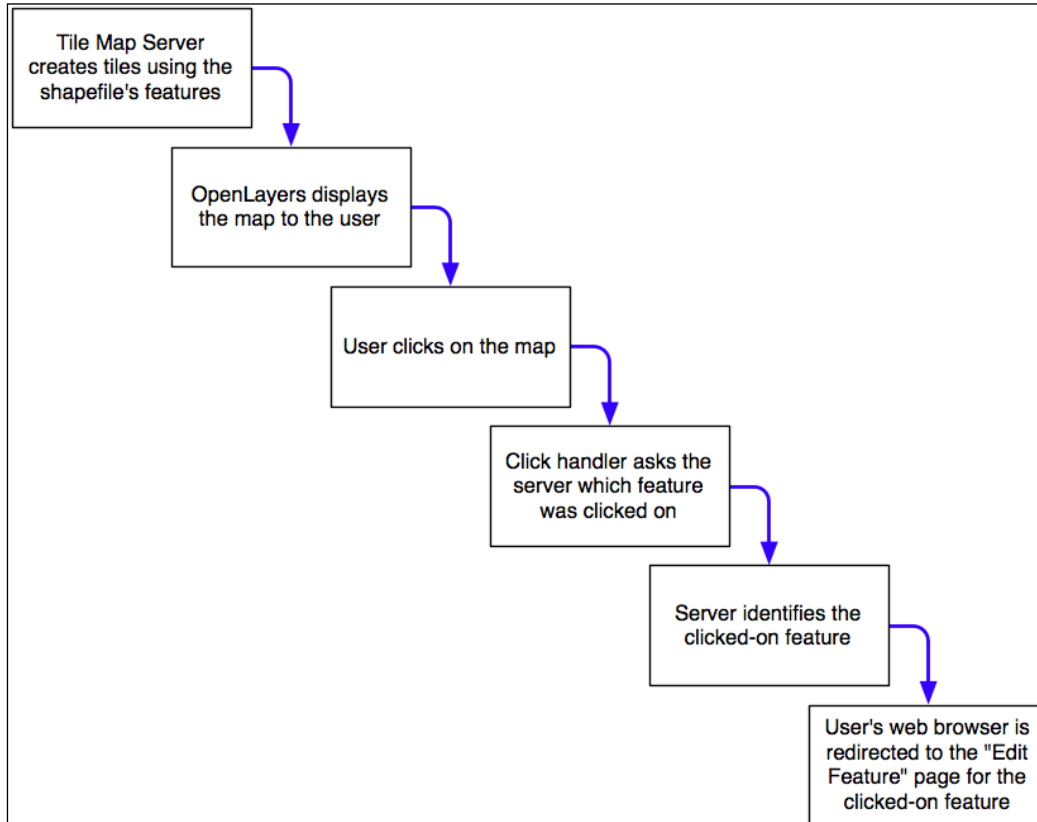 Tile Map Server
creates tiles using the
shapefile's features
OpenLayers displays
the map to the user
User clicks on the map
Click handler asks the
server which feature
was clicked on
Server identifies the
clicked-on feature
User's web browser is
redirected to the "Edit
Feature" page for the
clicked-on feature